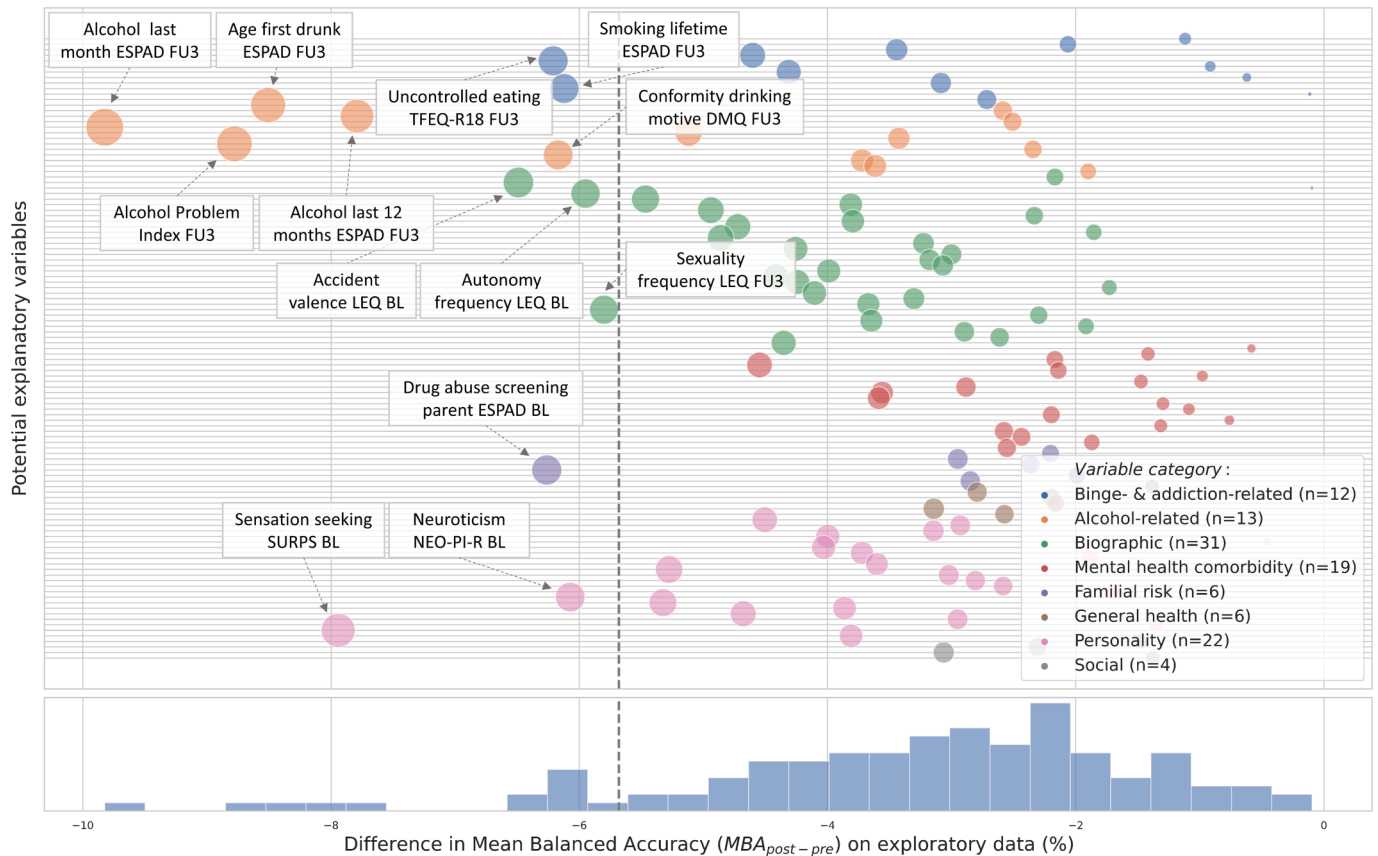 Alcohol last
month ESPAD FU3
Age first drunk
ESPAD FU3
Smoking lifetime
ESPAD FU3
Uncontrolled eating
TFEQ-R18 FU3
Conformity drinking
motive DMQ FU3
Alcohol Problem
Index FU3
Alcohol last 12
months ESPAD FU3
Accident
valence LEQ BL
Autonomy
frequency LEQ BL
Sexuality
frequency LEQ FU3
Drug abuse screening
parent ESPAD BL
Sensation seeking
SURPS BL
Neuroticism
NEO-PI-R BL
Potential explanatory variables
Variable category :
Binge- & addiction-related (n=12)
Alcohol-related (n=13)
Biographic (n=31)
Mental health comorbidity (n=19)
Familial risk (n=6)
General health (n=6)
Personality (n=22)
Social (n=4)
−10 −8 −6 −4 −2 0
Difference in Mean Balanced Accuracy (MBApost−pre) on exploratory data (%)